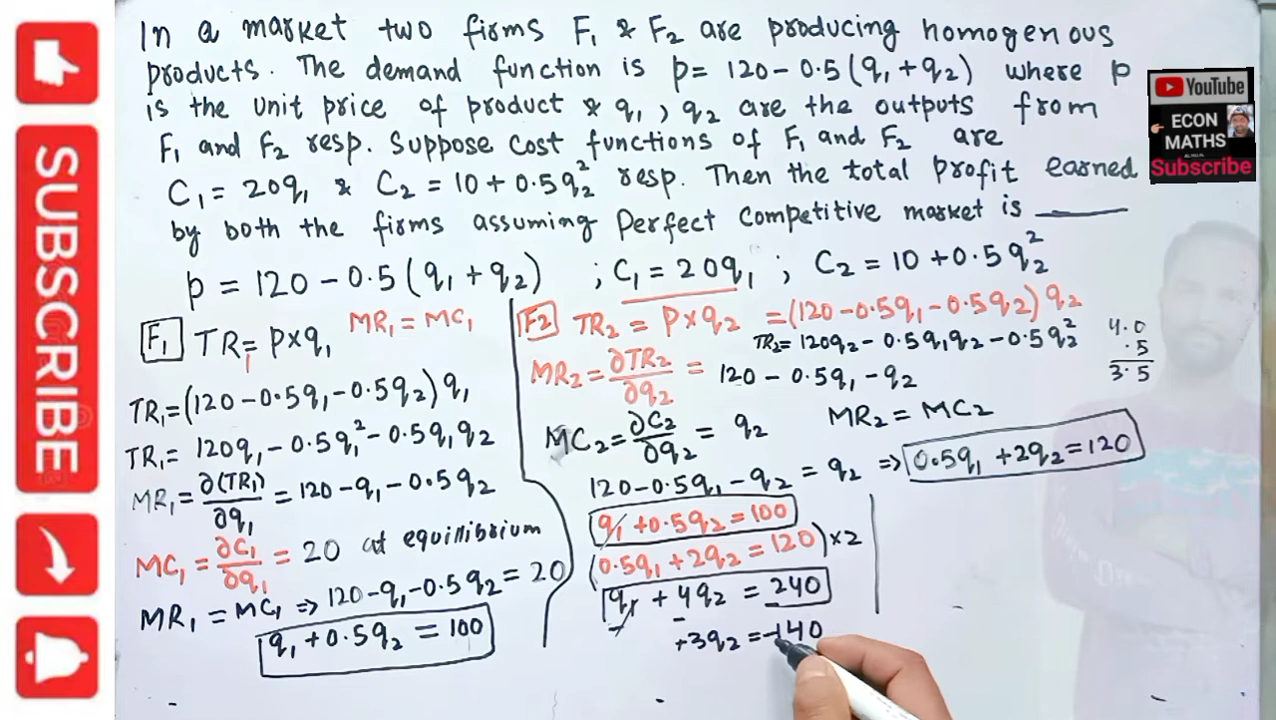 In a market two firms F₁ & F₂ are producing homogenous
products. The demand function is p = 120 - 0.5 (q₁ + q₂) where p
is the unit price of product & q₁, q₂ are the outputs from
F₁ and F₂ resp. Suppose cost functions of F₁ and F₂ are
C₁ = 20q₁ & C₂ = 10 + 0.5q₂² resp. Then the total profit earned
by both the firms assuming Perfect Competitive market is ______
p = 120 - 0.5 (q₁ + q₂) ; C₁ = 20q₁ ; C₂ = 10 + 0.5q₂²
F₁ TR₁ = p×q₁ MR₁ = MC₁
TR₁ = (120 - 0.5q₁ - 0.5q₂) q₁
TR₁ = 120q₁ - 0.5q₁² - 0.5q₁q₂
MR₁ = ∂(TR₁)/∂q₁ = 120 - q₁ - 0.5q₂
MC₁ = ∂C₁/∂q₁ = 20 at equilibrium
MR₁ = MC₁ => 120 - q₁ - 0.5q₂ = 20
q₁ + 0.5q₂ = 100
F2 TR₂ = p×q₂ = (120 - 0.5q₁ - 0.5q₂) q₂
TR₂ = 120q₂ - 0.5q₁q₂ - 0.5q₂²
MR₂ = ∂TR₂/∂q₂ = 120 - 0.5q₁ - q₂
MC₂ = ∂C₂/∂q₂ = q₂ MR₂ = MC₂
120 - 0.5q₁ - q₂ = q₂ => 0.5q₁ + 2q₂ = 120
q₁ + 0.5q₂ = 100
(0.5q₁ + 2q₂ = 120) ×2
q₁ + 4q₂ = 240
- -
+3q₂ = -140
4.0
.5
3.5
YouTube
ECON
MATHS
Subscribe
SUBSCRIBE